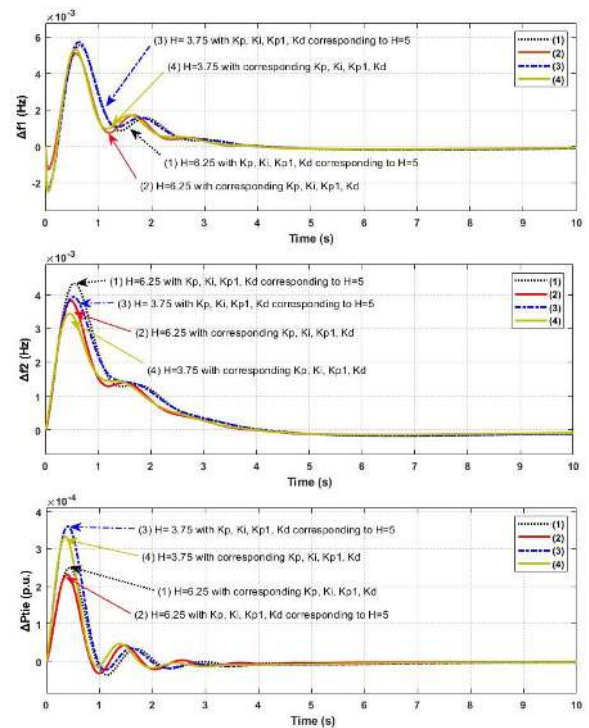 ×10⁻³
6
4
2
0
-2
Δf1 (Hz)
(3) H= 3.75 with Kp, Ki, Kp1, Kd corresponding to H=5
(4) H=3.75 with corresponding Kp, Ki, Kp1, Kd
(1) H=6.25 with Kp, Ki, Kp1, Kd corresponding to H=5
(2) H=6.25 with corresponding Kp, Ki, Kp1, Kd
(1)
(2)
(3)
(4)
0 1 2 3 4 5 6 7 8 9 10
Time (s)
×10⁻³
4
3
2
1
0
Δf2 (Hz)
(1) H=6.25 with Kp, Ki, Kp1, Kd corresponding to H=5
(3) H= 3.75 with Kp, Ki, Kp1, Kd corresponding to H=5
(2) H=6.25 with corresponding Kp, Ki, Kp1, Kd
(4) H=3.75 with corresponding Kp, Ki, Kp1, Kd
(1)
(2)
(3)
(4)
0 1 2 3 4 5 6 7 8 9 10
Time (s)
×10⁻⁴
4
3
2
1
0
ΔPtie (p.u.)
(3) H= 3.75 with Kp, Ki, Kp1, Kd corresponding to H=5
(4) H=3.75 with corresponding Kp, Ki, Kp1, Kd
(1) H=6.25 with corresponding Kp, Ki, Kp1, Kd
(2) H=6.25 with Kp, Ki, Kp1, Kd corresponding to H=5
(1)
(2)
(3)
(4)
0 1 2 3 4 5 6 7 8 9 10
Time (s)